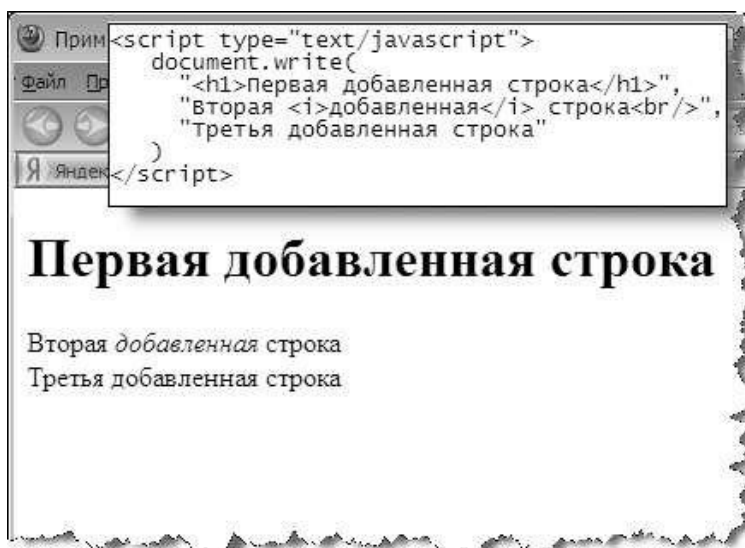 Прим
<script type="text/javascript">
document.write(
"<h1>Первая добавленная строка</h1>",
"Вторая <i>добавленная</i> строка<br/>",
"Третья добавленная строка"
)
</script>
Файл Пр
Я Яндек
Первая добавленная строка
Вторая добавленная строка
Третья добавленная строка